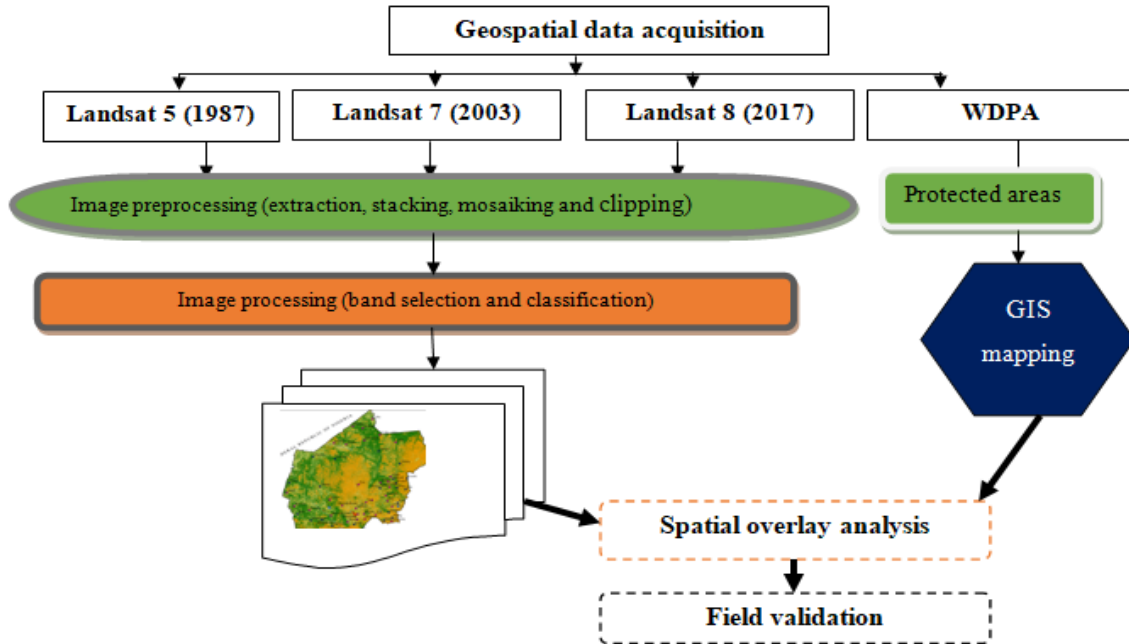 Geospatial data acquisition
Landsat 5 (1987)
Landsat 7 (2003)
Landsat 8 (2017)
WDPA
Image preprocessing (extraction, stacking, mosaiking and clipping)
Protected areas
Image processing (band selection and classification)
GIS
mapping
Spatial overlay analysis
Field validation